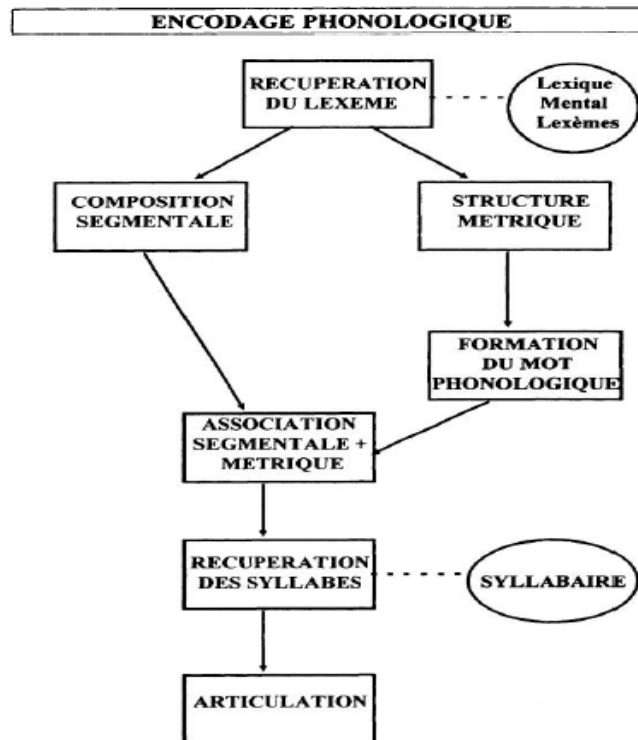 ENCODAGE PHONOLOGIQUE
RECUPERATION
DU LEXEME
Lexique
Mental
Lexèmes
COMPOSITION
SEGMENTALE
STRUCTURE
METRIQUE
FORMATION
DU MOT
PHONOLOGIQUE
ASSOCIATION
SEGMENTALE +
METRIQUE
RECUPERATION
DES SYLLABES
SYLLABAIRE
ARTICULATION